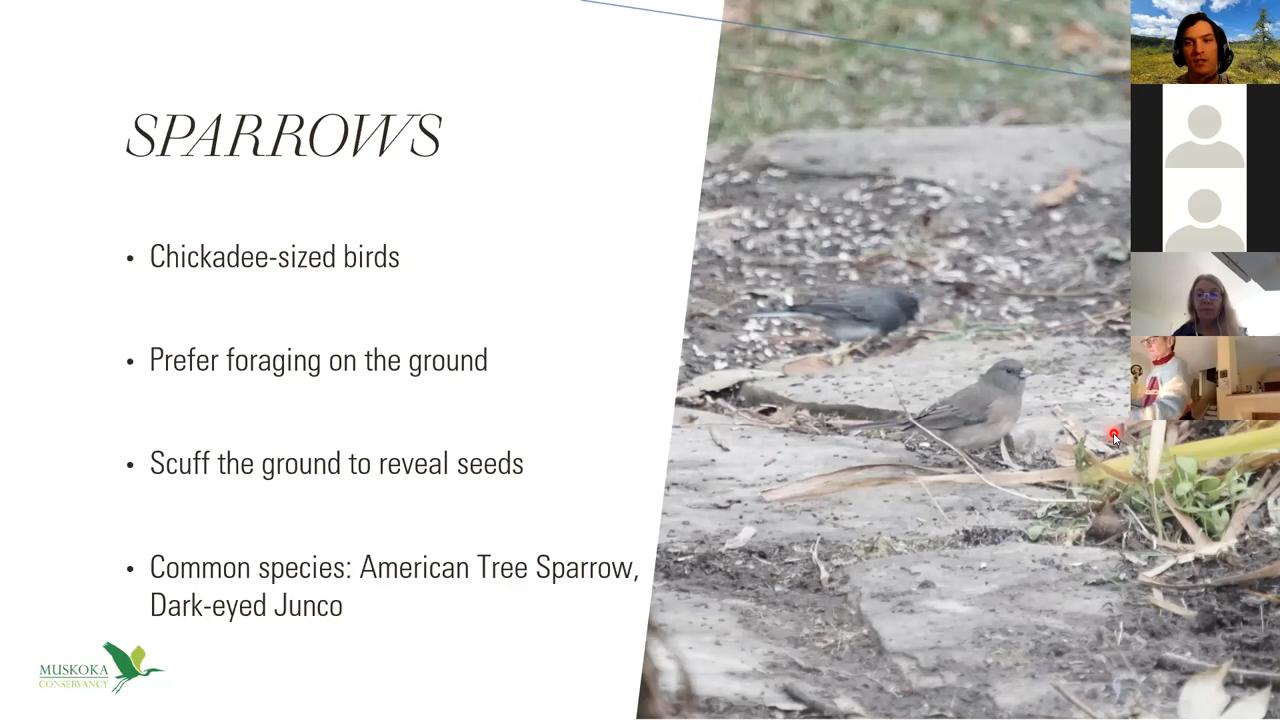 SPARROWS
• Chickadee-sized birds
• Prefer foraging on the ground
• Scuff the ground to reveal seeds
• Common species: American Tree Sparrow,
Dark-eyed Junco
MUSKOKA
CONSERVANCY